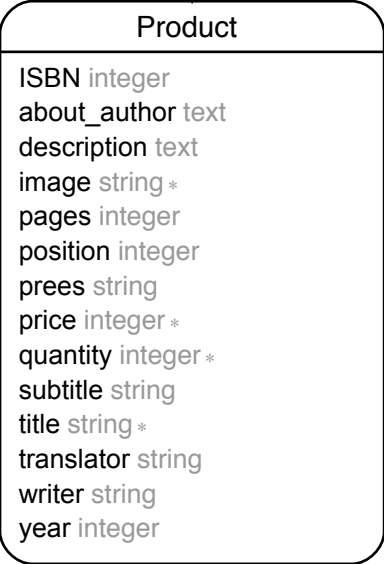 Product
ISBN integer
about_author text
description text
image string *
pages integer
position integer
prees string
price integer *
quantity integer *
subtitle string
title string *
translator string
writer string
year integer